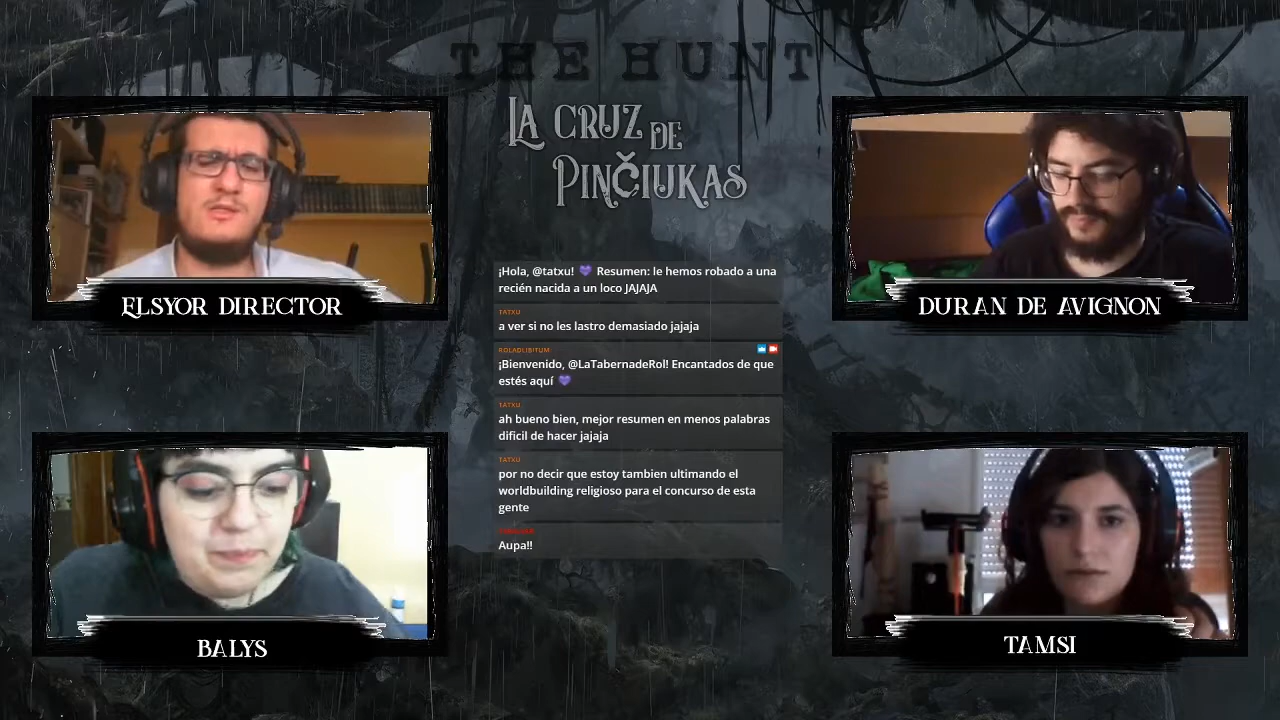 THE HUNT
LA CRUZ DE
PINČIUKAS
ELSYOR DIRECTOR
DURAN DE AVIGNON
¡Hola, @tatxu! 💜 Resumen: le hemos robado a una
recién nacida a un loco JAJAJA
TATXU
a ver si no les lastro demasiado jajaja
ROLADLIBITUM
¡Bienvenido, @LaTabernadeRol! Encantados de que
estés aquí 💜
TATXU
ah bueno bien, mejor resumen en menos palabras
dificil de hacer jajaja
TATXU
por no decir que estoy tambien ultimando el
worldbuilding religioso para el concurso de esta
gente
Aupa!!
BALYS
TAMSI